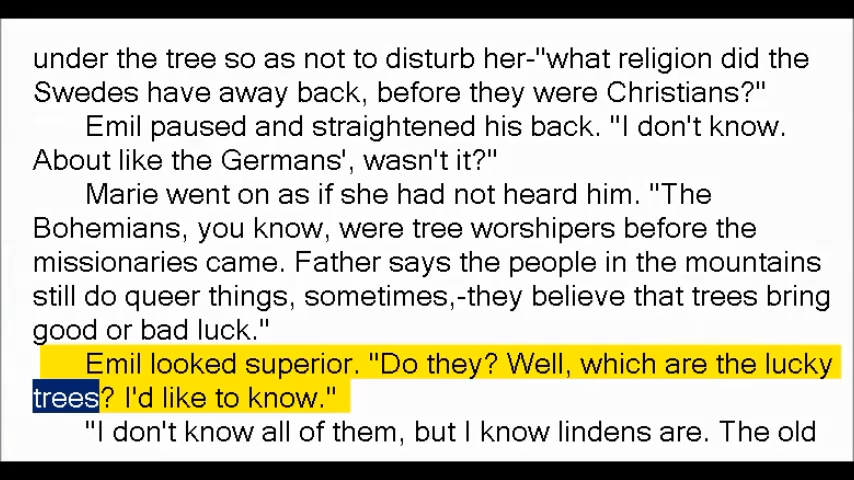 under the tree so as not to disturb her-"what religion did the
Swedes have away back, before they were Christians?"
Emil paused and straightened his back. "I don't know.
About like the Germans', wasn't it?"
Marie went on as if she had not heard him. "The
Bohemians, you know, were tree worshipers before the
missionaries came. Father says the people in the mountains
still do queer things, sometimes,-they believe that trees bring
good or bad luck."
Emil looked superior. "Do they? Well, which are the lucky
trees? I'd like to know."
"I don't know all of them, but I know lindens are. The old